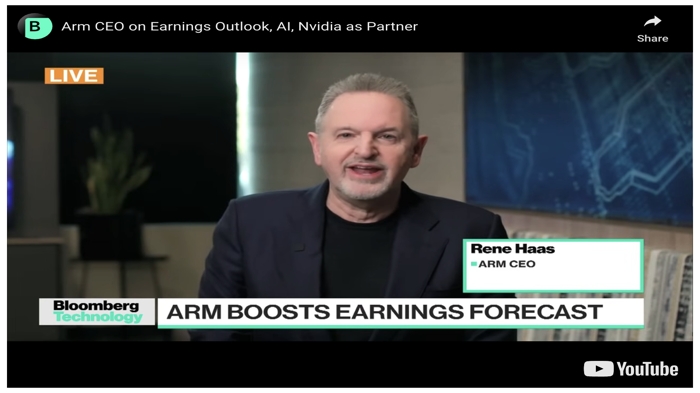 B
Arm CEO on Earnings Outlook, AI, Nvidia as Partner
Share
LIVE
Rene Haas
ARM CEO
Bloomberg
Technology
ARM BOOSTS EARNINGS FORECAST
YouTube